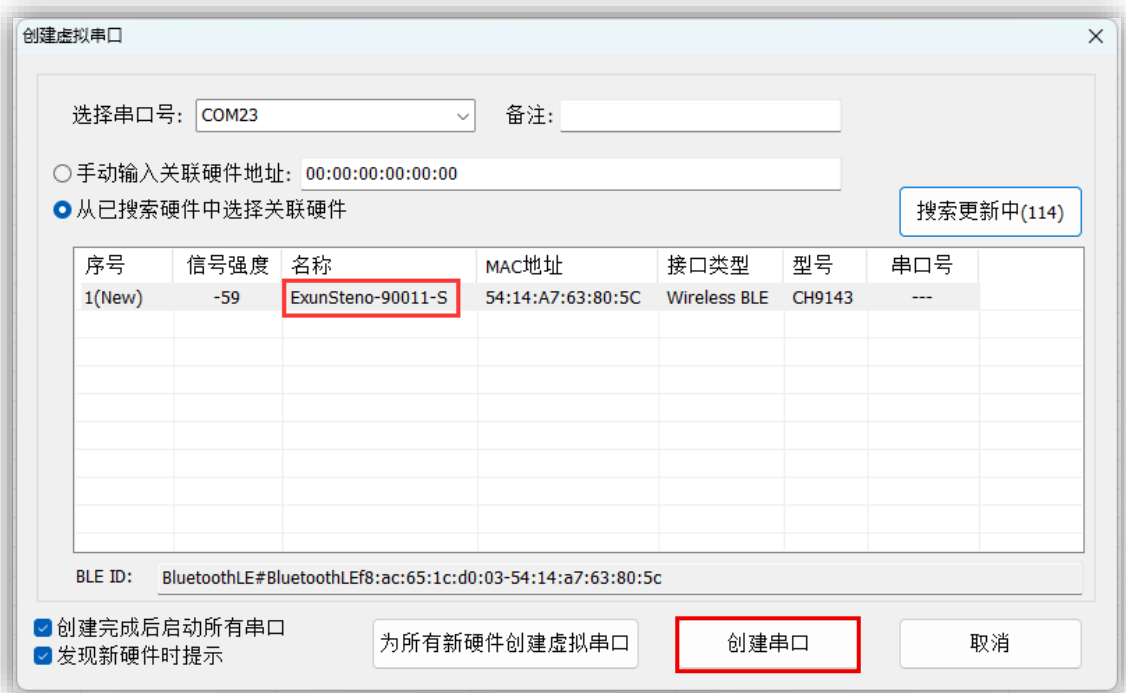 创建虚拟串口
选择串口号: COM23 备注:
手动输入关联硬件地址: 00:00:00:00:00:00
从已搜索硬件中选择关联硬件
搜索更新中(114)
序号 信号强度 名称 MAC地址 接口类型 型号 串口号
1(New) -59 ExunSteno-90011-S 54:14:A7:63:80:5C Wireless BLE CH9143 ---
BLE ID: BluetoothLE#BluetoothLEf8:ac:65:1c:d0:03-54:14:a7:63:80:5c
创建完成后启动所有串口
发现新硬件时提示
为所有新硬件创建虚拟串口 创建串口 取消